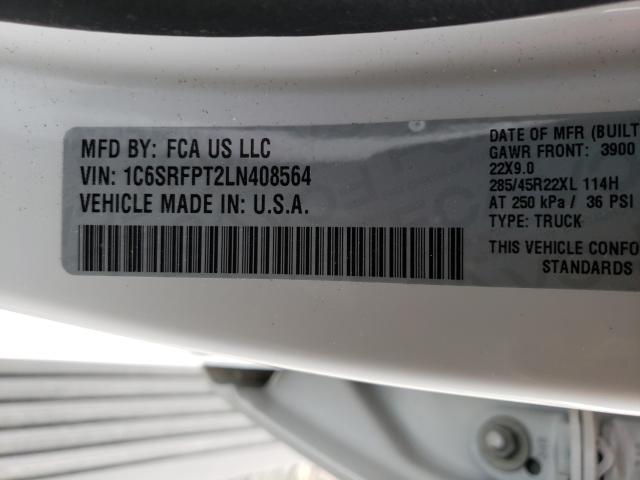 MFD BY: FCA US LLC
VIN: 1C6SRFPT2LN408564
VEHICLE MADE IN: U.S.A.
DATE OF MFR (BUILT
GAWR FRONT: 3900
22X9.0
285/45R22XL 114H
AT 250 kPa / 36 PSI
TYPE: TRUCK
THIS VEHICLE CONFO
STANDARDS